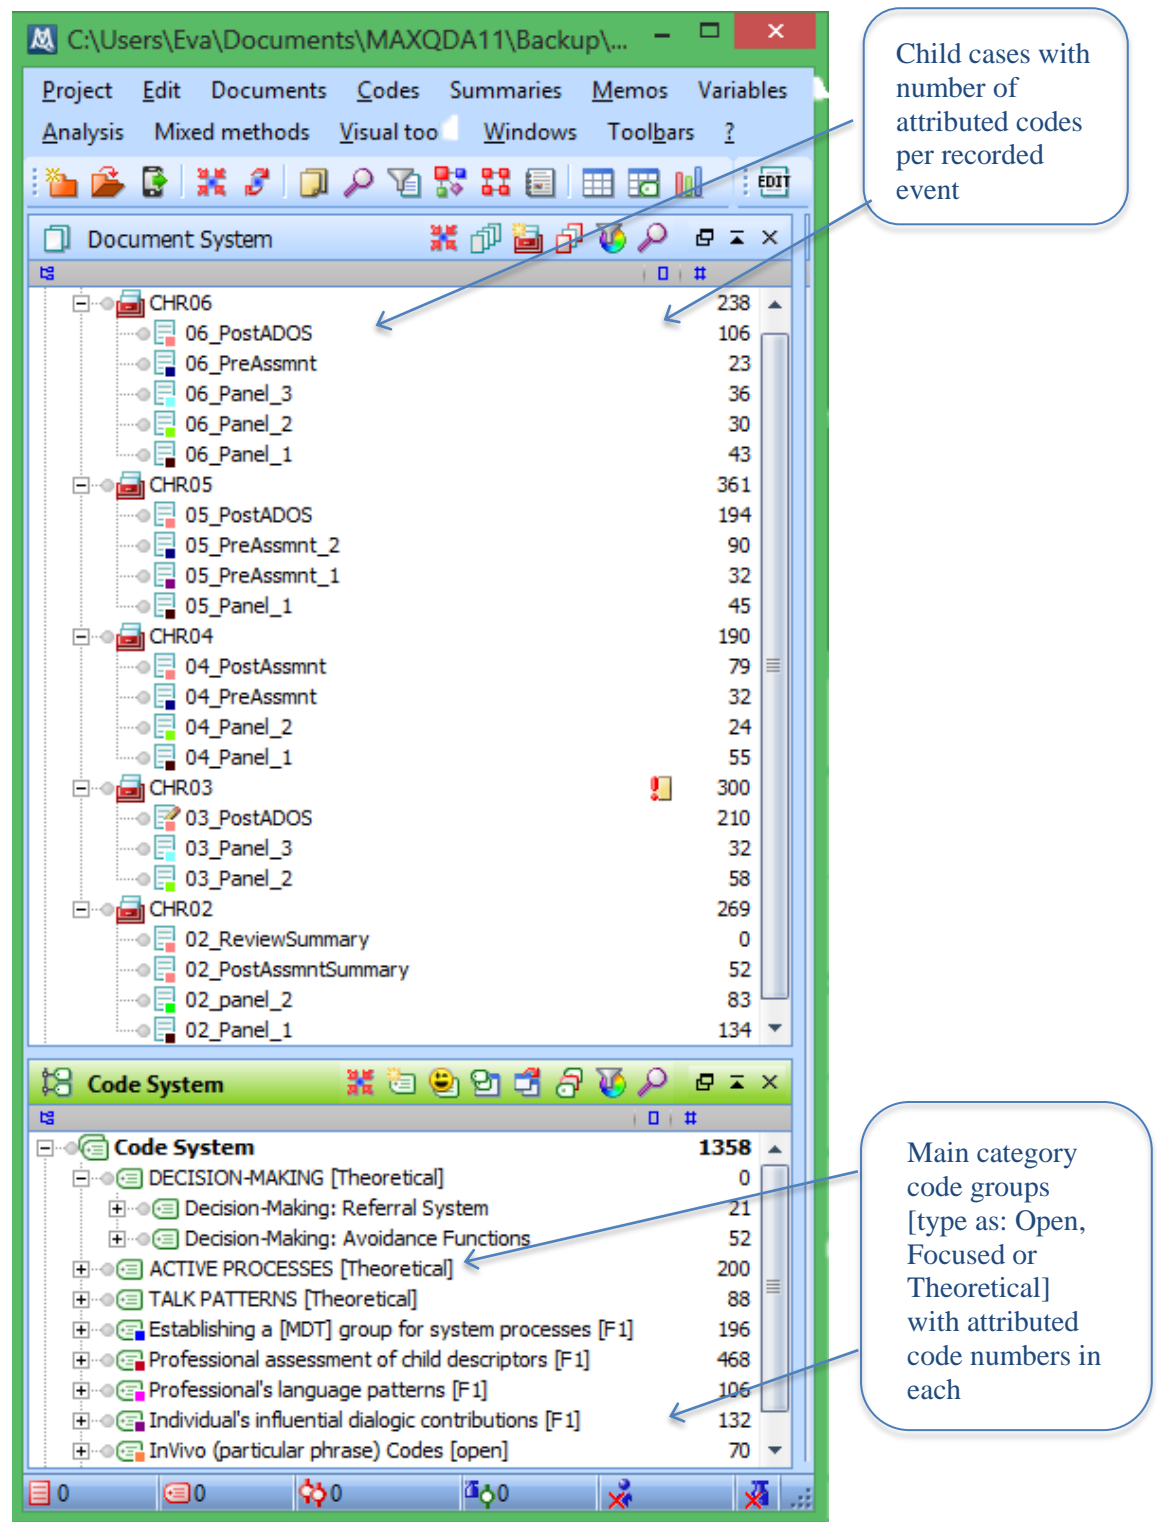 C:\Users\Eva\Documents\MAXQDA11\Backup\...
Project Edit Documents Codes Summaries Memos Variables
Analysis Mixed methods Visual too Windows Toolbars ?
EDIT
Document System
#
CHR06 238
06_PostADOS 106
06_PreAssmnt 23
06_Panel_3 36
06_Panel_2 30
06_Panel_1 43
CHR05 361
05_PostADOS 194
05_PreAssmnt_2 90
05_PreAssmnt_1 32
05_Panel_1 45
CHR04 190
04_PostAssmnt 79
04_PreAssmnt 32
04_Panel_2 24
04_Panel_1 55
CHR03 300
03_PostADOS 210
03_Panel_3 32
03_Panel_2 58
CHR02 269
02_ReviewSummary 0
02_PostAssmntSummary 52
02_panel_2 83
02_Panel_1 134
Code System
#
Code System 1358
DECISION-MAKING [Theoretical] 0
Decision-Making: Referral System 21
Decision-Making: Avoidance Functions 52
ACTIVE PROCESSES [Theoretical] 200
TALK PATTERNS [Theoretical] 88
Establishing a [MDT] group for system processes [F1] 196
Professional assessment of child descriptors [F1] 468
Professional's language patterns [F1] 106
Individual's influential dialogic contributions [F1] 132
InVivo (particular phrase) Codes [open] 70
0 0 0 0
Child cases with
number of
attributed codes
per recorded
event
Main category
code groups
[type as: Open,
Focused or
Theoretical]
with attributed
code numbers in
each